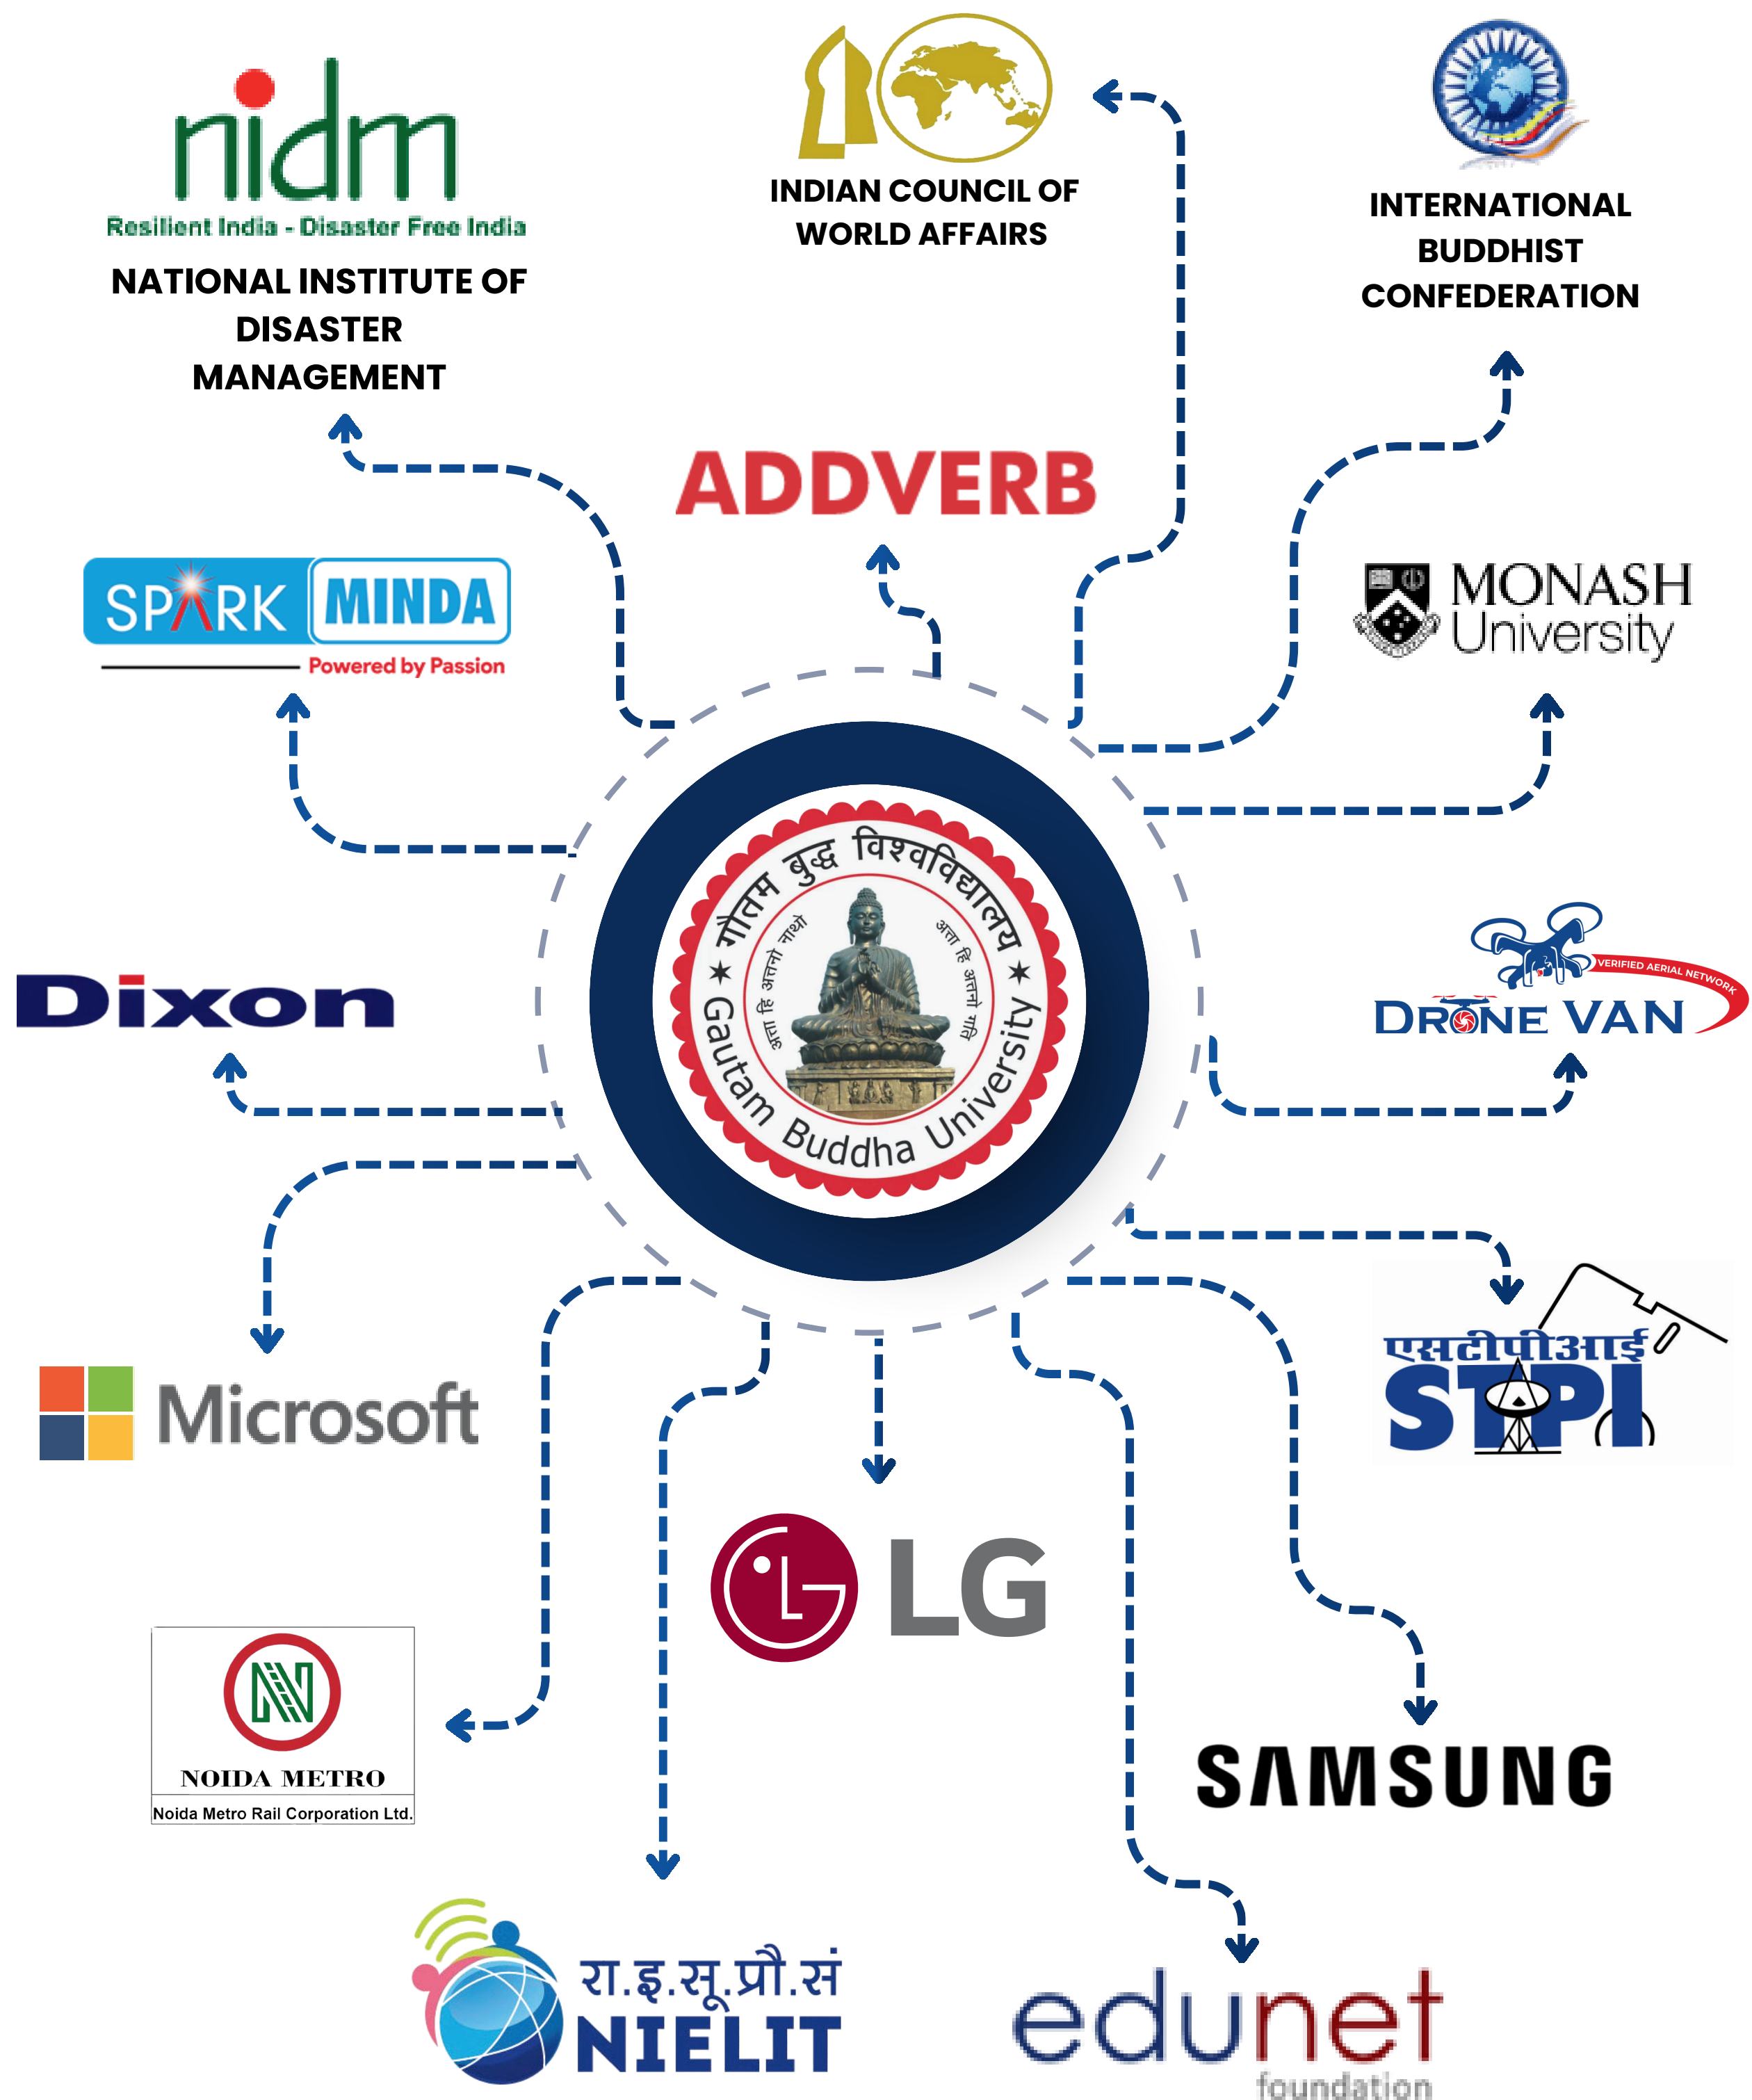 nidm
Resilient India - Disaster Free India
NATIONAL INSTITUTE OF
DISASTER
MANAGEMENT
INDIAN COUNCIL OF
WORLD AFFAIRS
INTERNATIONAL
BUDDHIST
CONFEDERATION
ADDVERB
SPARK MINDA
Powered by Passion
MONASH
University
गौतम बुद्ध विश्वविद्यालय
अत्ता हि अत्तनो नाथो
अत्ता हि अत्तनो गति
Gautam Buddha University
Dixon
VERIFIED AERIAL NETWORK
DRONE VAN
Microsoft
एसटीपीआई
STPI
LG
LG
NOIDA METRO
Noida Metro Rail Corporation Ltd.
SAMSUNG
रा.इ.सू.प्रौ.सं
NIELIT
edunet
foundation